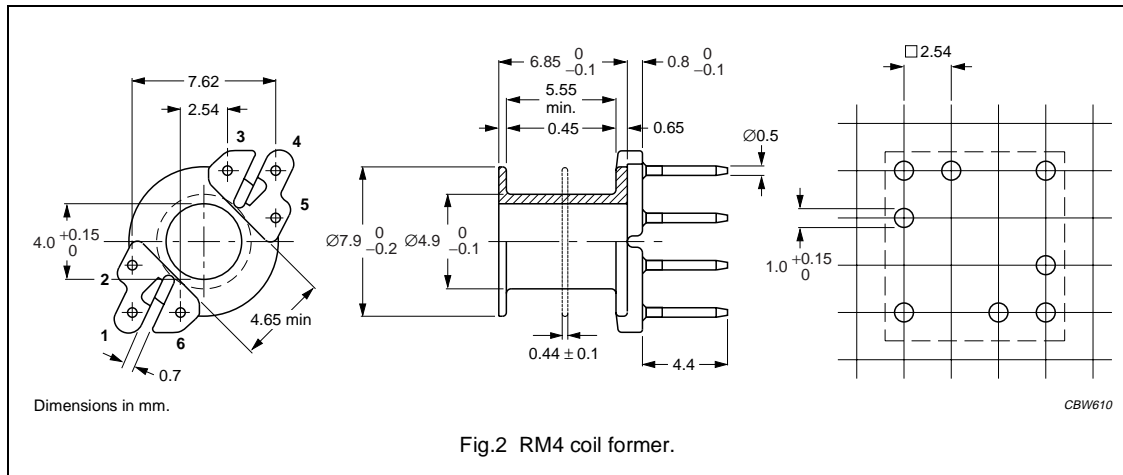 7.62
2.54
3
4
5
4.0 +0.15 0
2
1
6
4.65 min
0.7
6.85 0 −0.1
0.8 0 −0.1
5.55
min.
0.45
0.65
∅0.5
∅7.9 0 −0.2
∅4.9 0 −0.1
0.44 ± 0.1
4.4
□ 2.54
1.0 +0.15 0
Dimensions in mm.
CBW610
Fig.2 RM4 coil former.